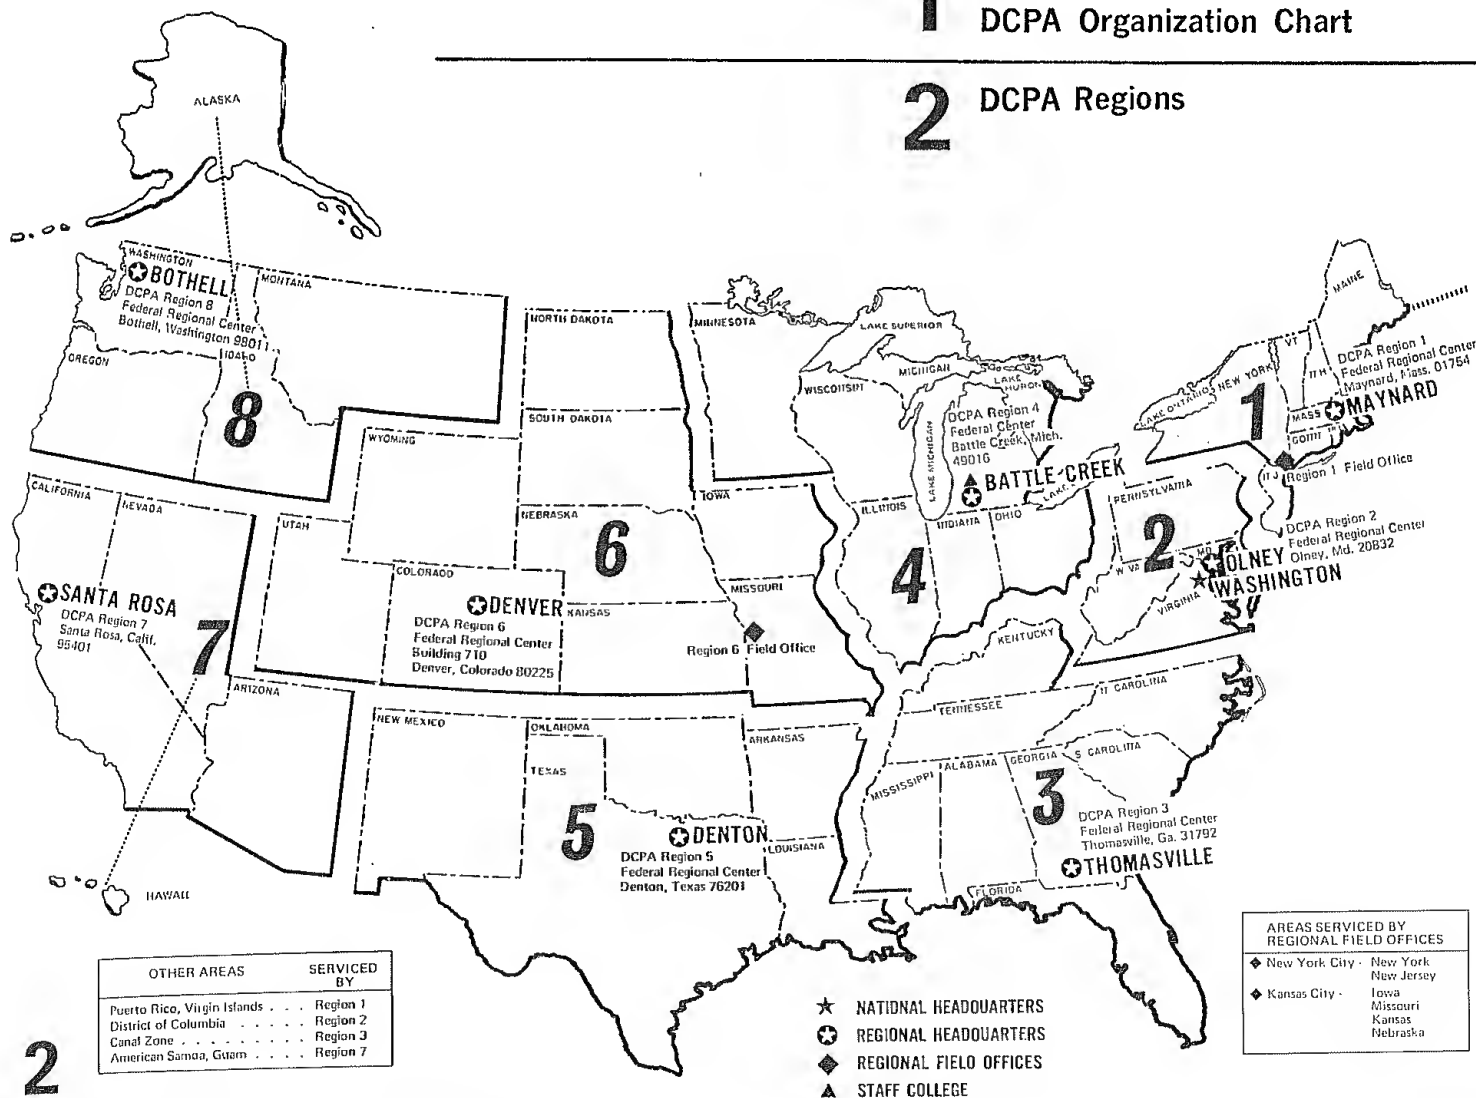 1 DCPA Organization Chart
2 DCPA Regions
ALASKA
WASHINGTON
BOTHELL
DCPA Region 8
Federal Regional Center
Bothell, Washington 98011
MONTANA
OREGON
IDAHO
8
NORTH DAKOTA
SOUTH DAKOTA
MINNESOTA
WYOMING
CALIFORNIA
NEVADA
UTAH
COLORADO
NEBRASKA
KANSAS
IOWA
MISSOURI
6
DENVER
DCPA Region 6
Federal Regional Center
Building 710
Denver, Colorado 80225
Region 6 Field Office
SANTA ROSA
DCPA Region 7
Santa Rosa, Calif.
95401
7
ARIZONA
HAWAII
LAKE SUPERIOR
WISCONSIN
MICHIGAN
LAKE HURON
LAKE MICHIGAN
DCPA Region 4
Federal Center
Battle Creek, Mich.
49016
BATTLE CREEK
LAKE ERIE
ILLINOIS
INDIANA
OHIO
4
MAINE
VT
N H
NEW YORK
LAKE ONTARIO
MASS
CONN
R I
1
DCPA Region 1
Federal Regional Center
Maynard, Mass. 01754
MAYNARD
N J
Region 1 Field Office
PENNSYLVANIA
2
MD
W VA
VIRGINIA
DCPA Region 2
Federal Regional Center
Olney, Md. 20832
OLNEY
WASHINGTON
KENTUCKY
TENNESSEE
N CAROLINA
S CAROLINA
GEORGIA
ALABAMA
MISSISSIPPI
FLORIDA
3
DCPA Region 3
Federal Regional Center
Thomasville, Ga. 31792
THOMASVILLE
NEW MEXICO
OKLAHOMA
TEXAS
ARKANSAS
LOUISIANA
5
DENTON
DCPA Region 5
Federal Regional Center
Denton, Texas 76201
OTHER AREAS SERVICED BY
Puerto Rico, Virgin Islands . . . Region 1
District of Columbia . . . . . Region 2
Canal Zone . . . . . . . . . Region 3
American Samoa, Guam . . . . Region 7
NATIONAL HEADQUARTERS
REGIONAL HEADQUARTERS
REGIONAL FIELD OFFICES
STAFF COLLEGE
AREAS SERVICED BY
REGIONAL FIELD OFFICES
New York City - New York
New Jersey
Kansas City - Iowa
Missouri
Kansas
Nebraska
2